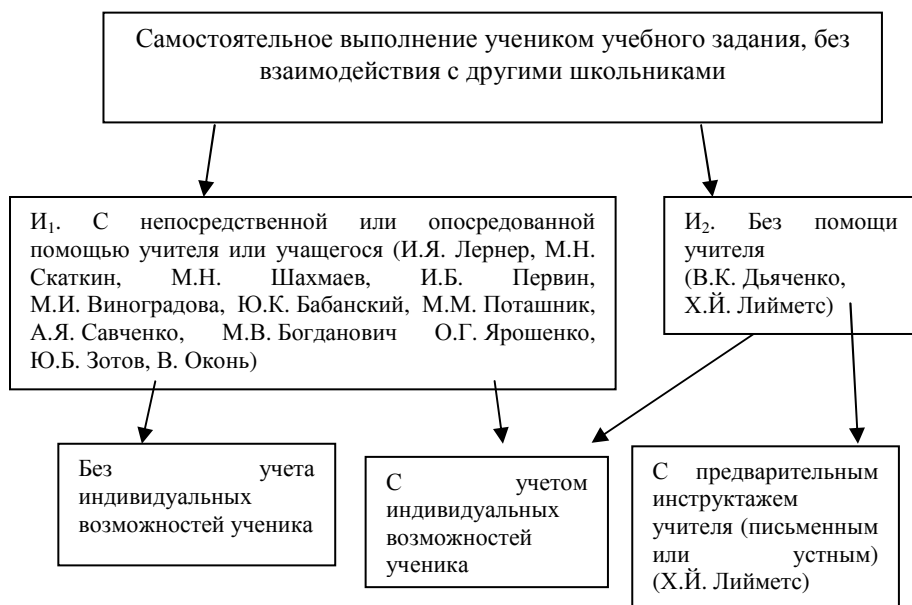 Самостоятельное выполнение учеником учебного задания, без
взаимодействия с другими школьниками
И₁. С непосредственной или опосредованной
помощью учителя или учащегося (И.Я. Лернер, М.Н.
Скаткин, М.Н. Шахмаев, И.Б. Первин,
М.И. Виноградова, Ю.К. Бабанский, М.М. Поташник,
А.Я. Савченко, М.В. Богданович О.Г. Ярошенко,
Ю.Б. Зотов, В. Оконь)
И₂. Без помощи
учителя
(В.К. Дьяченко,
Х.Й. Лийметс)
Без учета
индивидуальных
возможностей ученика
С учетом
индивидуальных
возможностей
ученика
С предварительным
инструктажем
учителя (письменным
или устным)
(Х.Й. Лийметс)